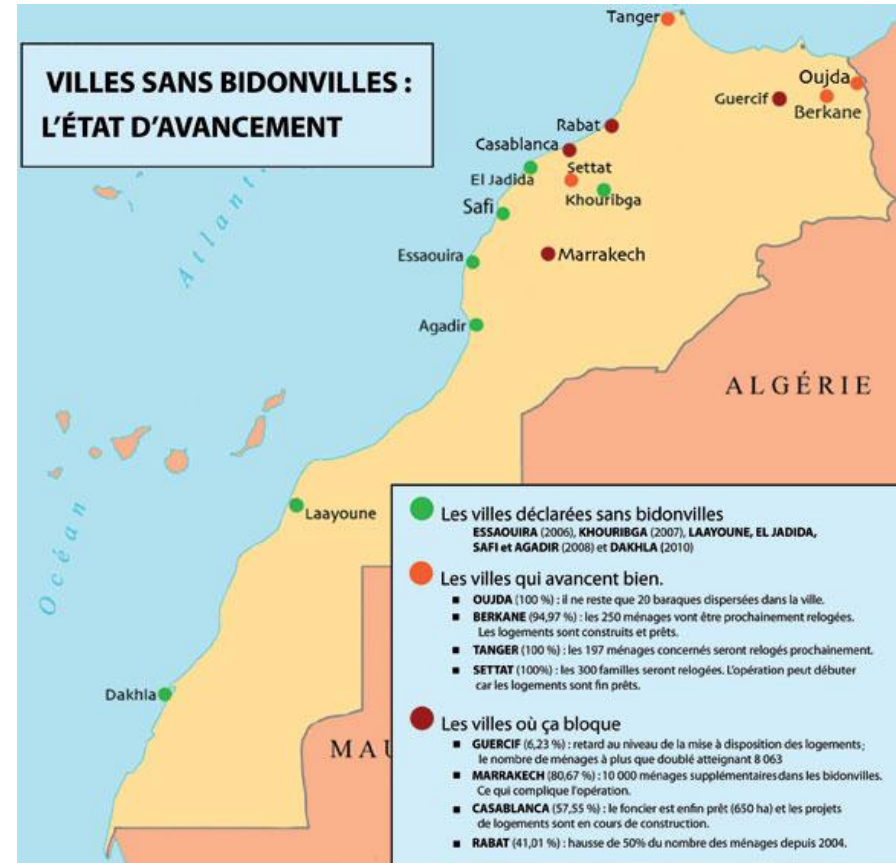 VILLES SANS BIDONVILLES :
L'ÉTAT D'AVANCEMENT
Tanger
Oujda
Guercif
Berkane
Rabat
Casablanca
Settat
El Jadida
Khouribga
Safi
Essaouira
Marrakech
Agadir
Atlant
ALGÉRIE
Océan
Laayoune
Dakhla
MAU
Les villes déclarées sans bidonvilles
ESSAOUIRA (2006), KHOURIBGA (2007), LAAYOUNE, EL JADIDA,
SAFI et AGADIR (2008) et DAKHLA (2010)
Les villes qui avancent bien.
■ OUJDA (100 %) : il ne reste que 20 baraques dispersées dans la ville.
■ BERKANE (94,97 %) : les 250 ménages vont être prochainement relogées.
Les logements sont construits et prêts.
■ TANGER (100 %) : les 197 ménages concernés seront relogés prochainement.
■ SETTAT (100%) : les 300 familles seront relogées. L'opération peut débuter
car les logements sont fin prêts.
Les villes où ça bloque
■ GUERCIF (6,23 %) : retard au niveau de la mise à disposition des logements;
le nombre de ménages à plus que doublé atteignant 8 063
■ MARRAKECH (80,67 %) : 10 000 ménages supplémentaires dans les bidonvilles.
Ce qui complique l'opération.
■ CASABLANCA (57,55 %) : le foncier est enfin prêt (650 ha) et les projets
de logements sont en cours de construction.
■ RABAT (41,01 %) : hausse de 50% du nombre des ménages depuis 2004.